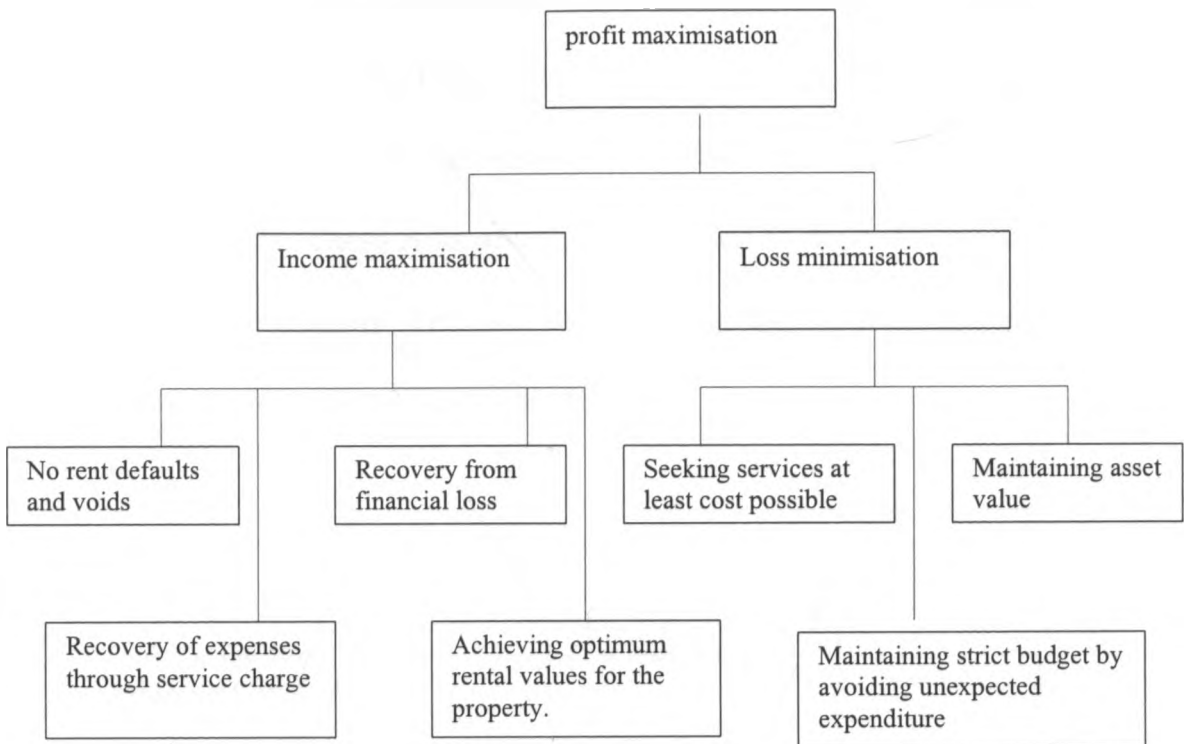 profit maximisation
Income maximisation
Loss minimisation
No rent defaults
and voids
Recovery from
financial loss
Seeking services at
least cost possible
Maintaining asset
value
Recovery of expenses
through service charge
Achieving optimum
rental values for the
property.
Maintaining strict budget by
avoiding unexpected
expenditure